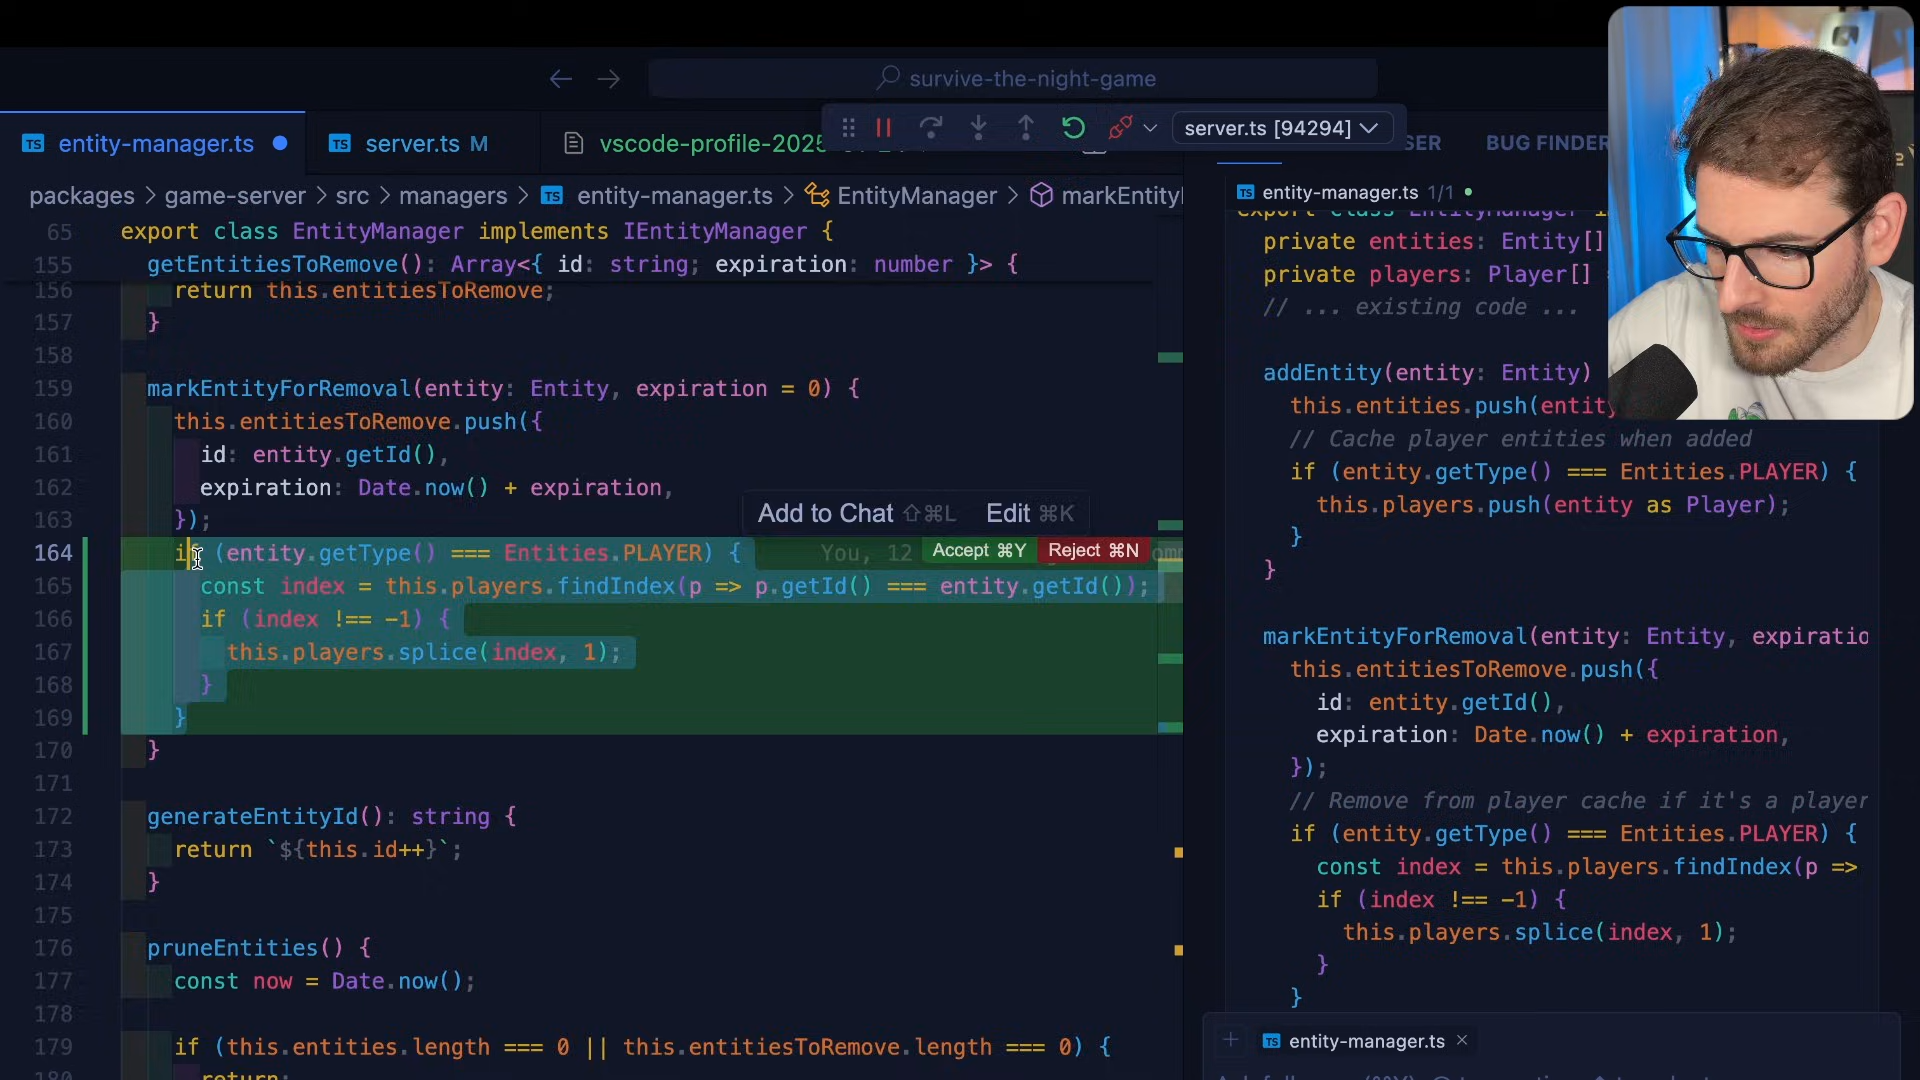 survive-the-night-game
entity-manager.ts
server.ts M
vscode-profile-2025
server.ts [94294]
BUG FINDER
packages > game-server > src > managers > entity-manager.ts > EntityManager > markEntity
65 export class EntityManager implements IEntityManager {
155 getEntitiesToRemove(): Array<{ id: string; expiration: number }> {
156 return this.entitiesToRemove;
157 }
158
159 markEntityForRemoval(entity: Entity, expiration = 0) {
160 this.entitiesToRemove.push({
161 id: entity.getId(),
162 expiration: Date.now() + expiration,
163 });
Add to Chat ⇧⌘L Edit ⌘K
164 if (entity.getType() === Entities.PLAYER) { You, 12
Accept ⌘Y Reject ⌘N
165 const index = this.players.findIndex(p => p.getId() === entity.getId());
166 if (index !== -1) {
167 this.players.splice(index, 1);
168 }
169 }
170 }
171
172 generateEntityId(): string {
173 return `${this.id++}`;
174 }
175
176 pruneEntities() {
177 const now = Date.now();
178
179 if (this.entities.length === 0 || this.entitiesToRemove.length === 0) {
180 return;
entity-manager.ts 1/1
export class EntityManager
private entities: Entity[]
private players: Player[]
// ... existing code ...
addEntity(entity: Entity)
this.entities.push(entity
// Cache player entities when added
if (entity.getType() === Entities.PLAYER) {
this.players.push(entity as Player);
}
}
markEntityForRemoval(entity: Entity, expiratio
this.entitiesToRemove.push({
id: entity.getId(),
expiration: Date.now() + expiration,
});
// Remove from player cache if it's a player
if (entity.getType() === Entities.PLAYER) {
const index = this.players.findIndex(p =>
if (index !== -1) {
this.players.splice(index, 1);
}
}
+ entity-manager.ts ×